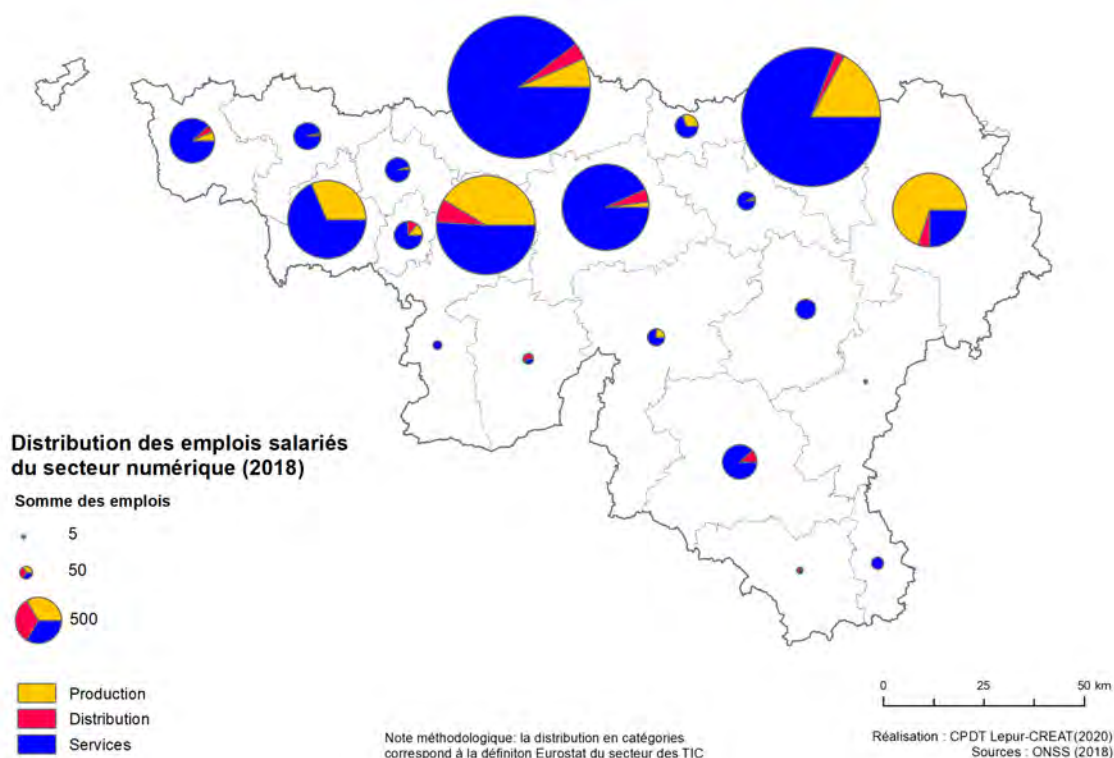 Distribution des emplois salariés
du secteur numérique (2018)
Somme des emplois
5
50
500
Production
Distribution
Services
Note méthodologique: la distribution en catégories
correspond à la définiton Eurostat du secteur des TIC
0 25 50 km
Réalisation : CPDT Lepur-CREAT(2020)
Sources : ONSS (2018)